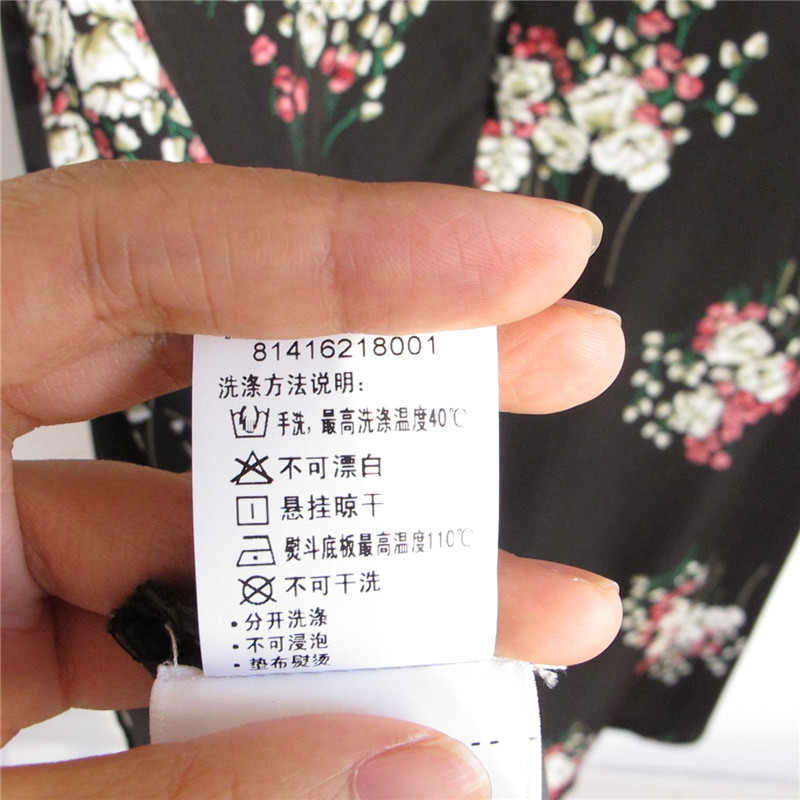 81416218001
洗涤方法说明:
手洗, 最高洗涤温度40℃
不可漂白
悬挂晾干
熨斗底板最高温度110℃
不可干洗
• 分开洗涤
• 不可浸泡
• 垫布熨烫